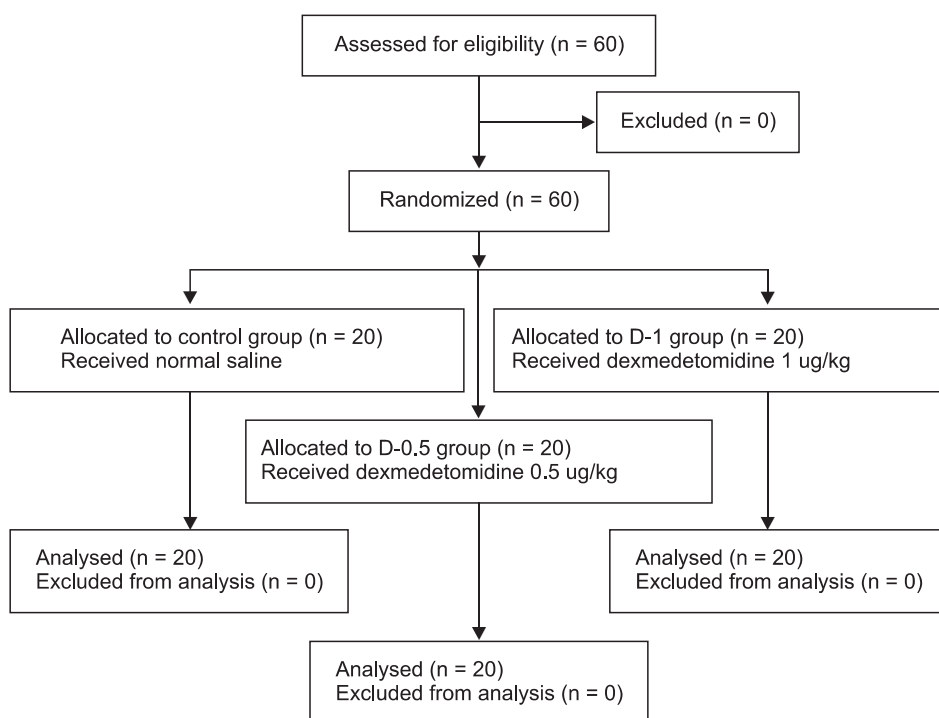 Assessed for eligibility (n = 60)
Excluded (n = 0)
Randomized (n = 60)
Allocated to control group (n = 20)
Received normal saline
Allocated to D-1 group (n = 20)
Received dexmedetomidine 1 ug/kg
Allocated to D-0.5 group (n = 20)
Received dexmedetomidine 0.5 ug/kg
Analysed (n = 20)
Excluded from analysis (n = 0)
Analysed (n = 20)
Excluded from analysis (n = 0)
Analysed (n = 20)
Excluded from analysis (n = 0)